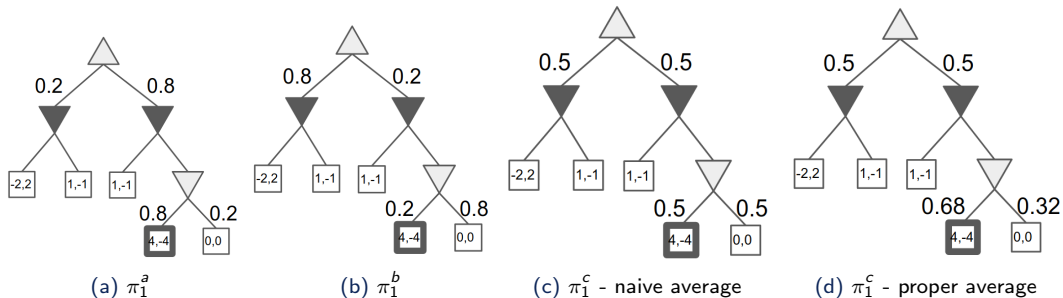 0.2 0.8 0.8 0.2 0.5 0.5 0.5 0.5
-2,2 1,-1 1,-1 -2,2 1,-1 1,-1 -2,2 1,-1 1,-1 -2,2 1,-1 1,-1
0.8 0.2 0.2 0.8 0.5 0.5 0.68 0.32
4,-4 0,0 4,-4 0,0 4,-4 0,0 4,-4 0,0
(a) π₁ᵃ (b) π₁ᵇ (c) π₁ᶜ - naive average (d) π₁ᶜ - proper average